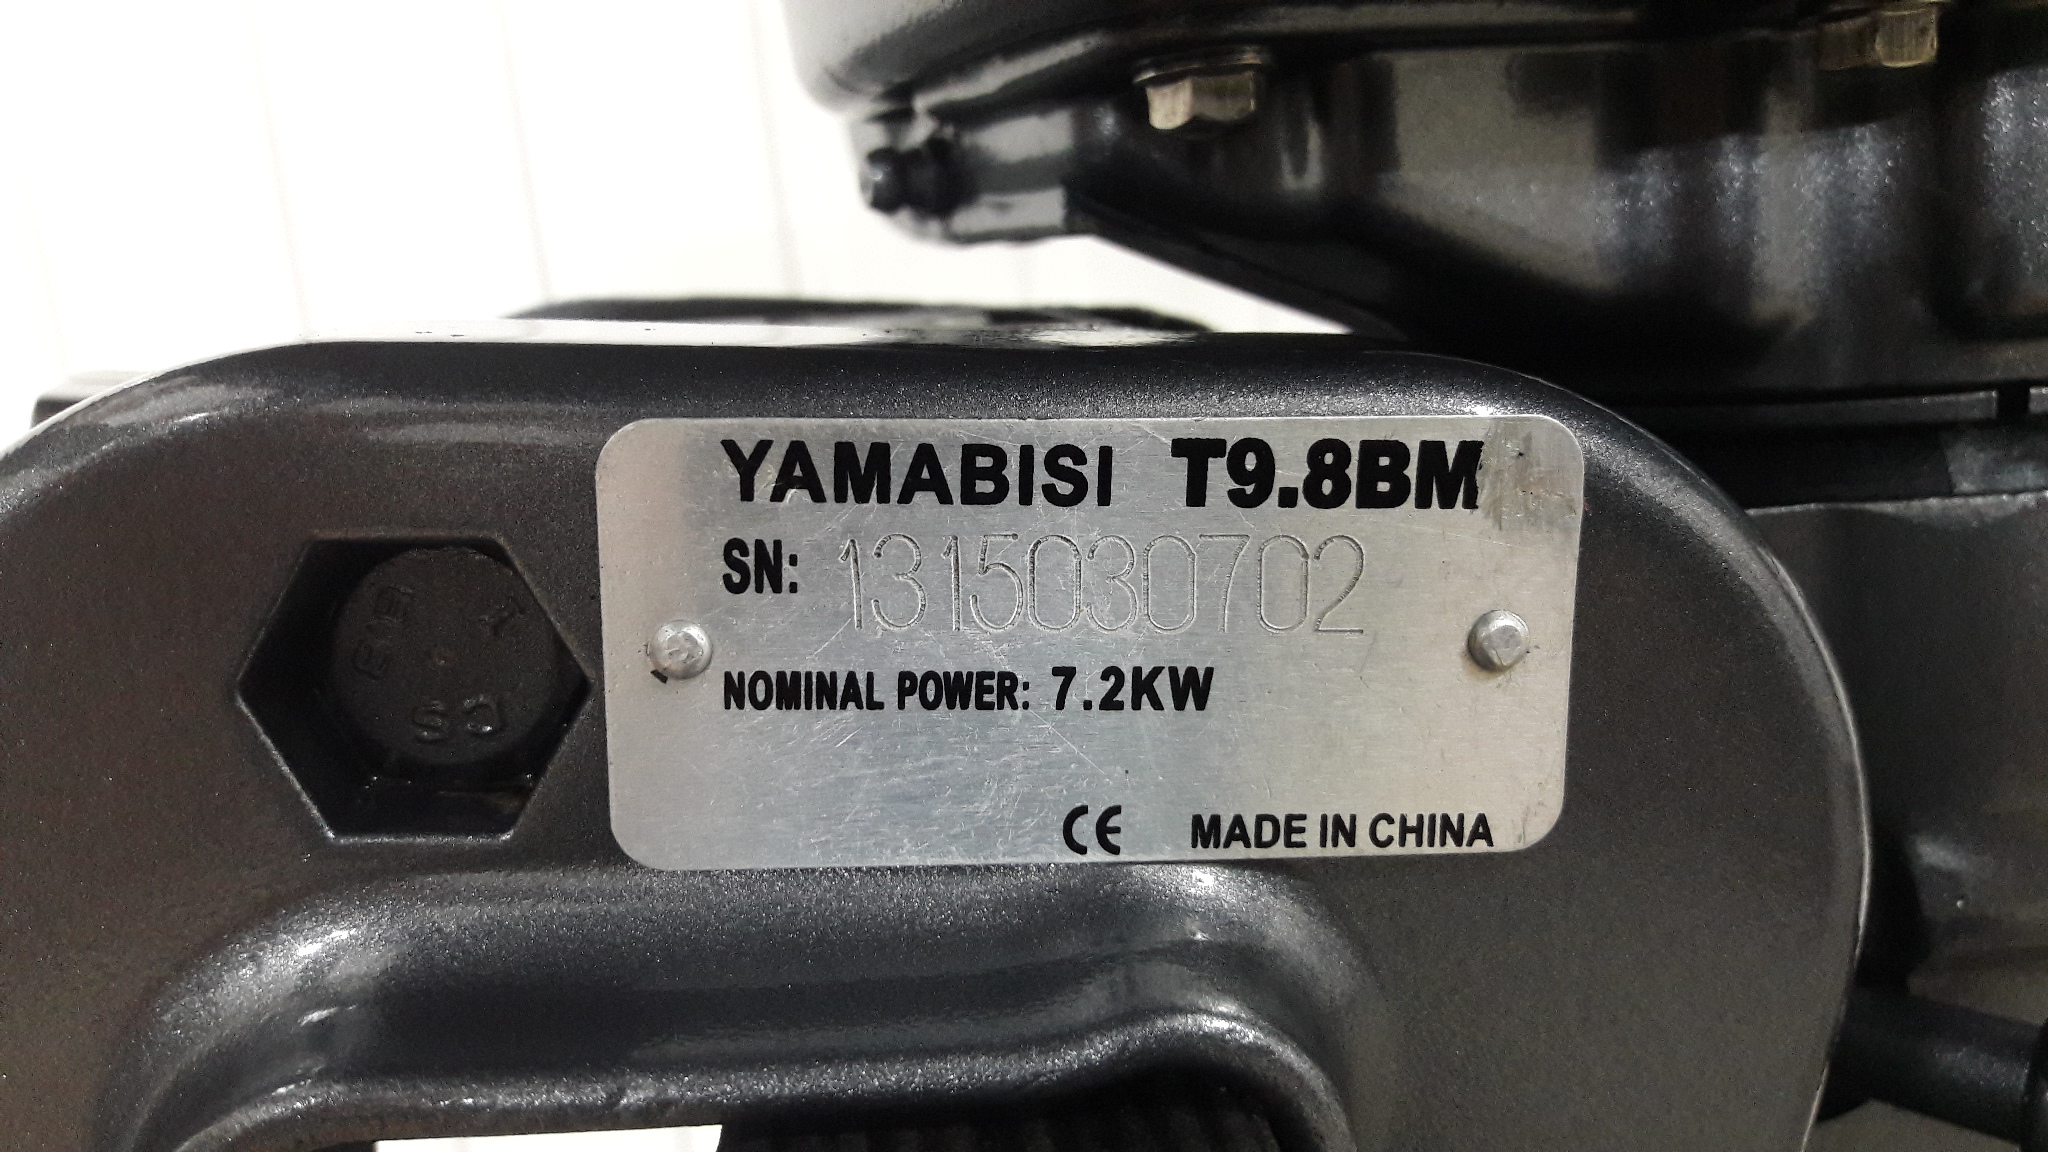 YAMABISI T9.8BM
SN: 1315030702
NOMINAL POWER: 7.2KW
CE MADE IN CHINA